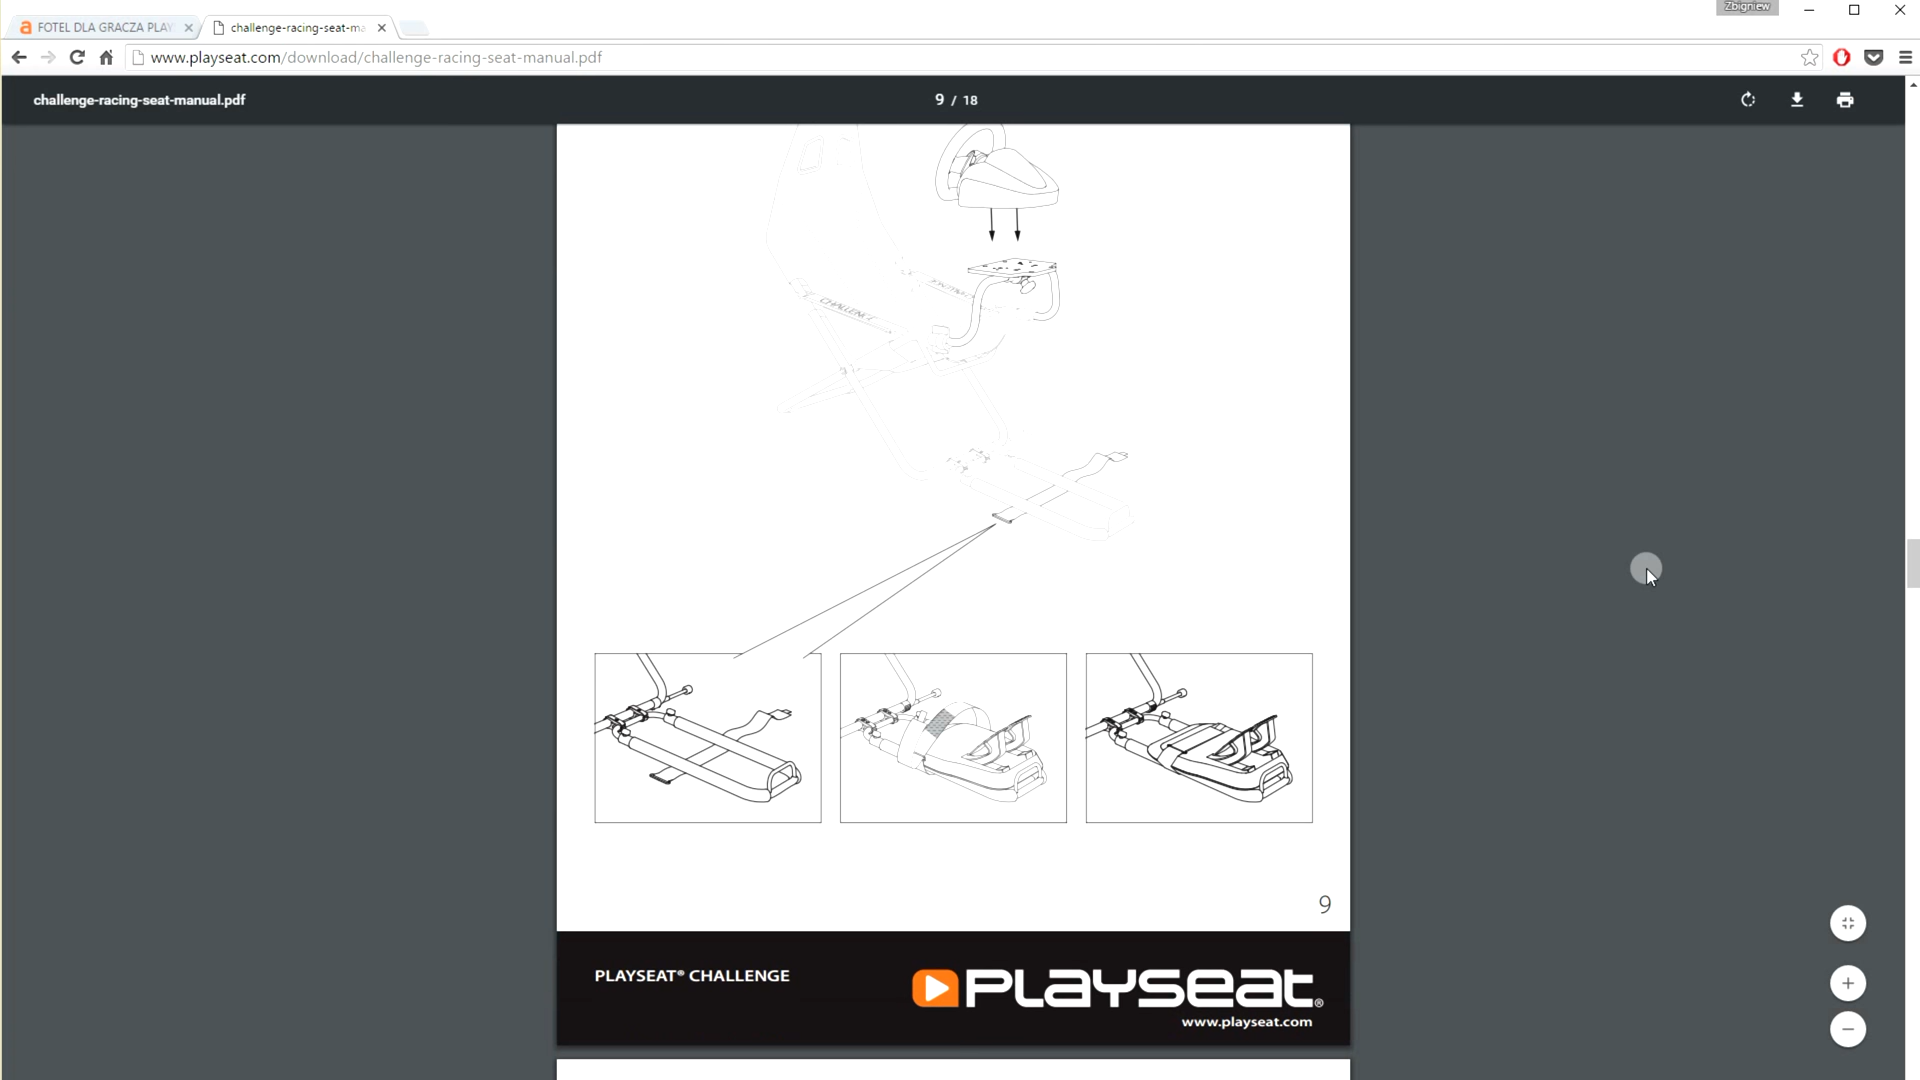 Zbigniew
FOTEL DLA GRACZA PLAY
challenge-racing-seat-ma
www.playseat.com/download/challenge-racing-seat-manual.pdf
challenge-racing-seat-manual.pdf
9 / 18
CHALLENGE
9
PLAYSEAT® CHALLENGE
PLAYSEAT®
www.playseat.com